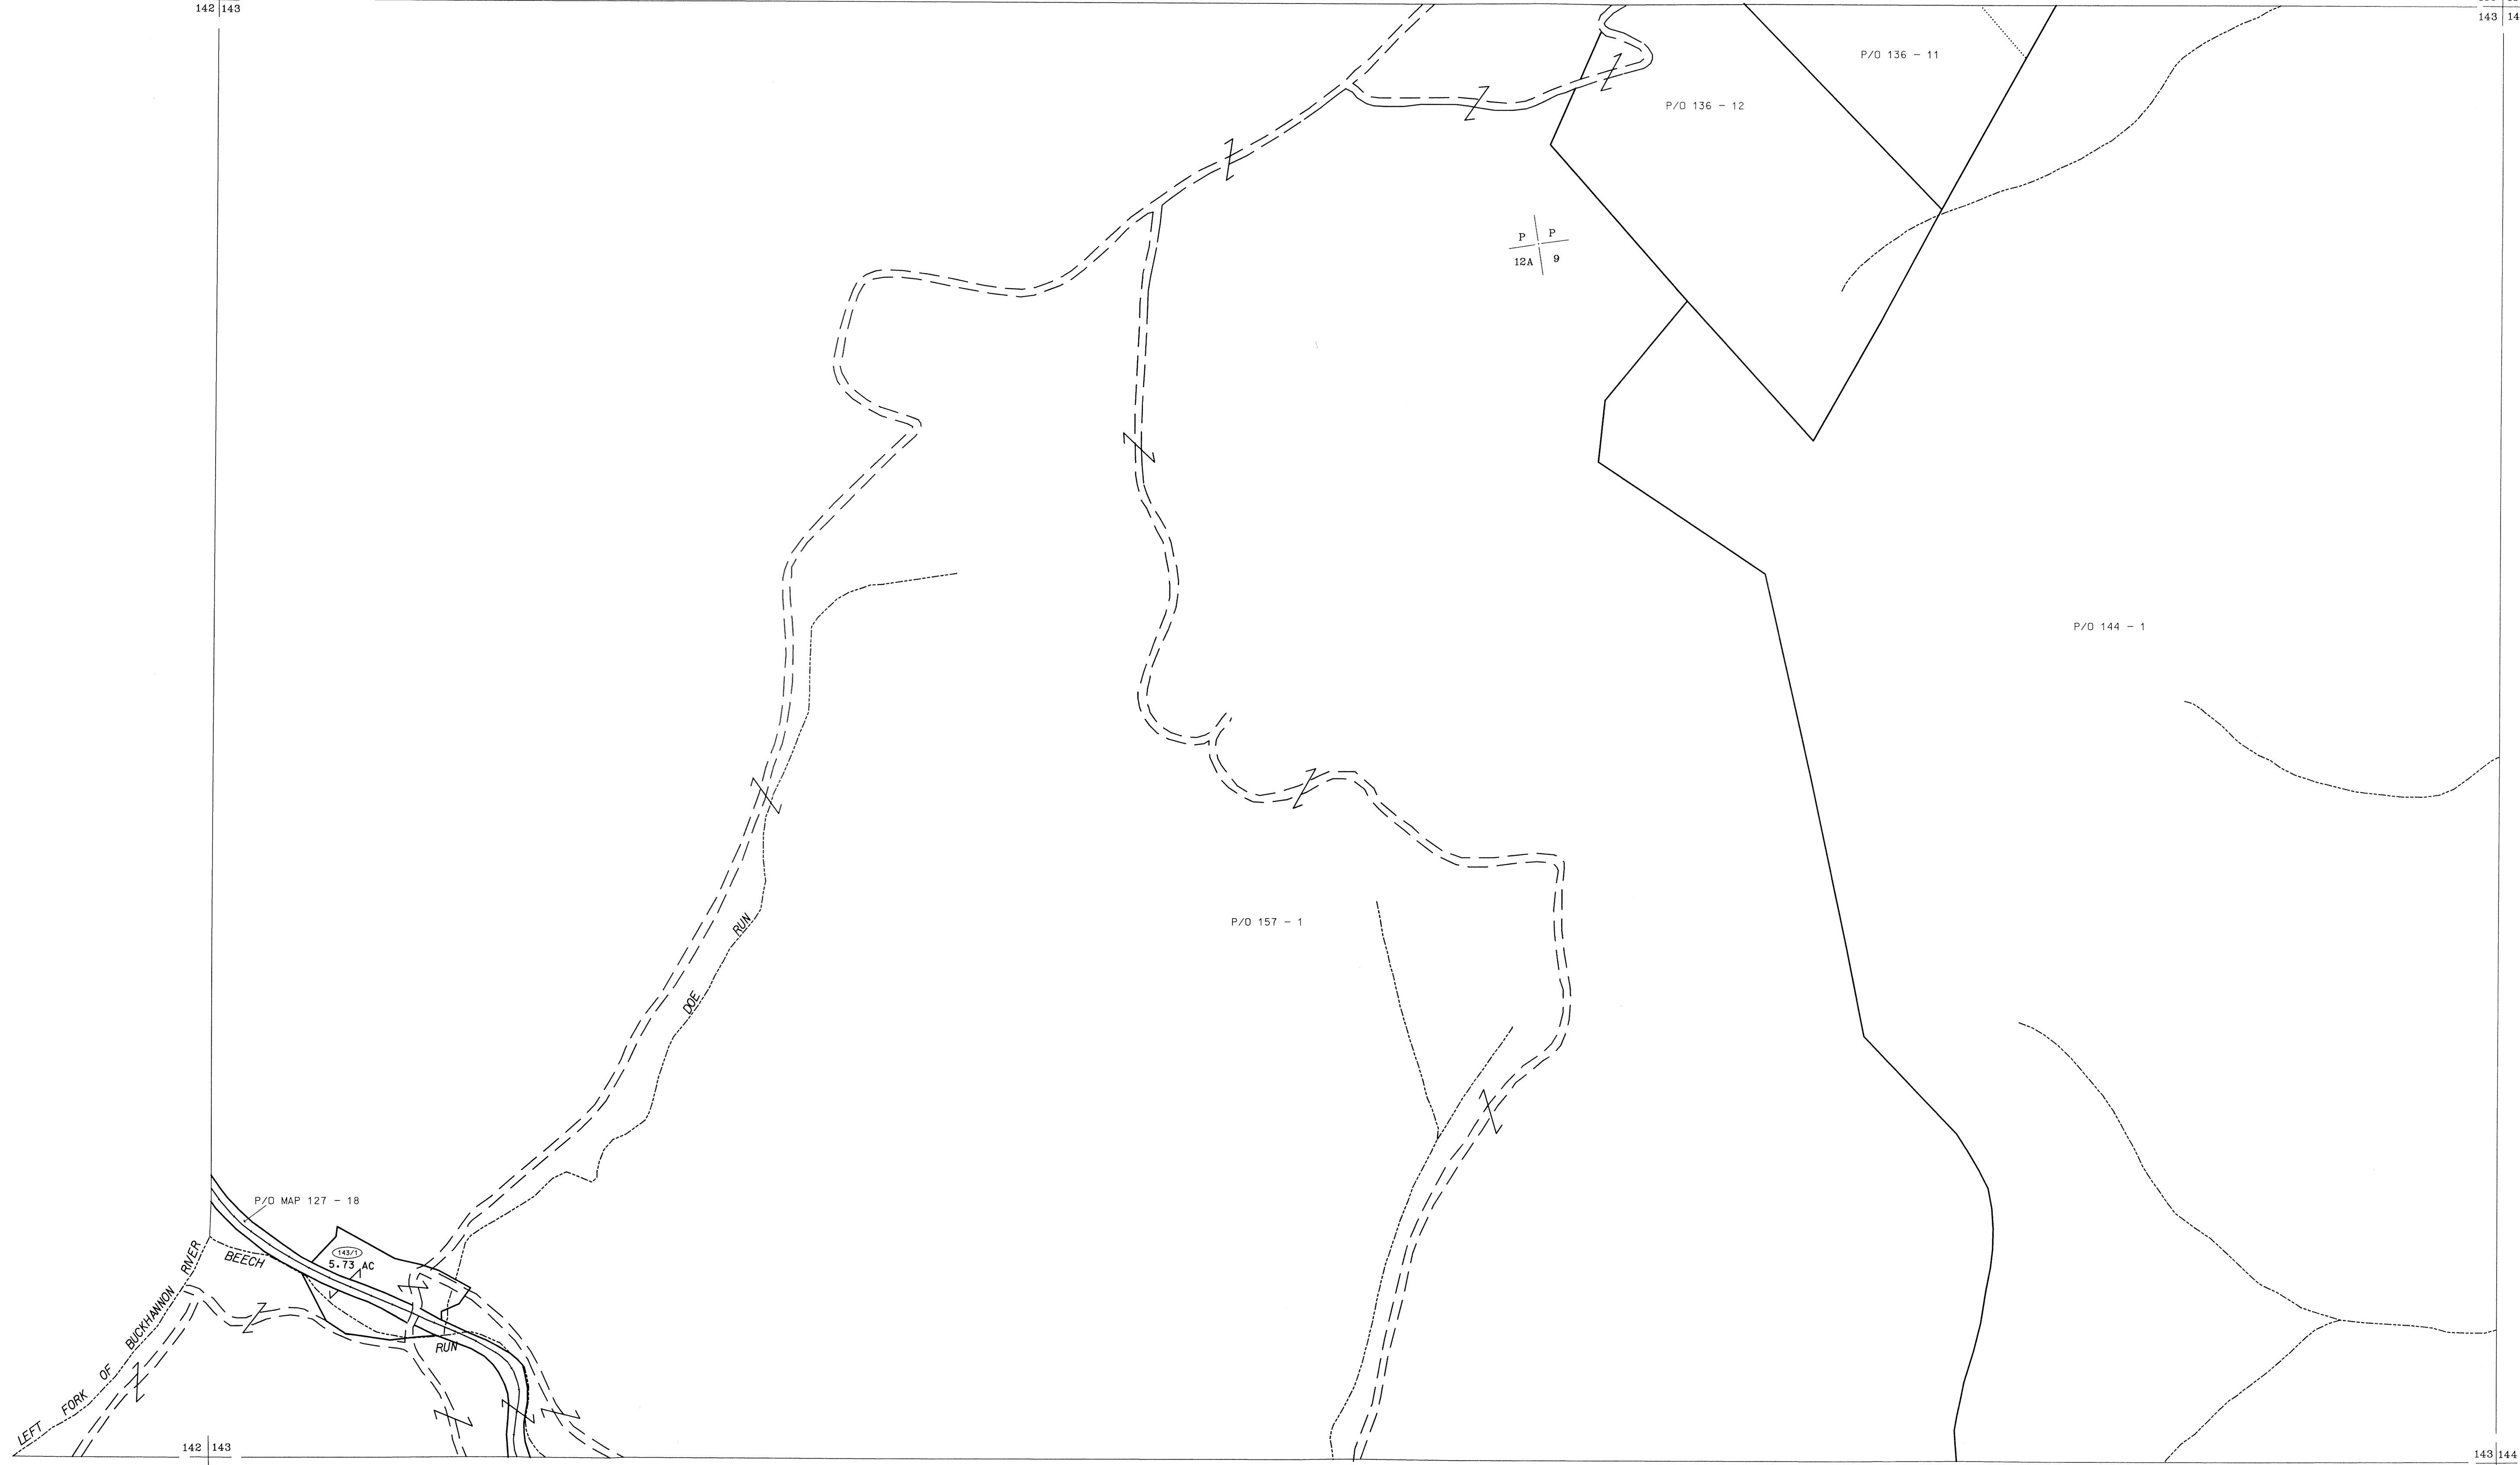 142 143
143 14
P/O 136 - 11
P/O 136 - 12
P P
12A 9
P/O 144 - 1
P/O 157 - 1
DOE RUN
P/O MAP 127 - 18
143/1
5.73 AC
BEECH RUN
LEFT FORK OF BUCKHANNON RIVER
142 143
143 144